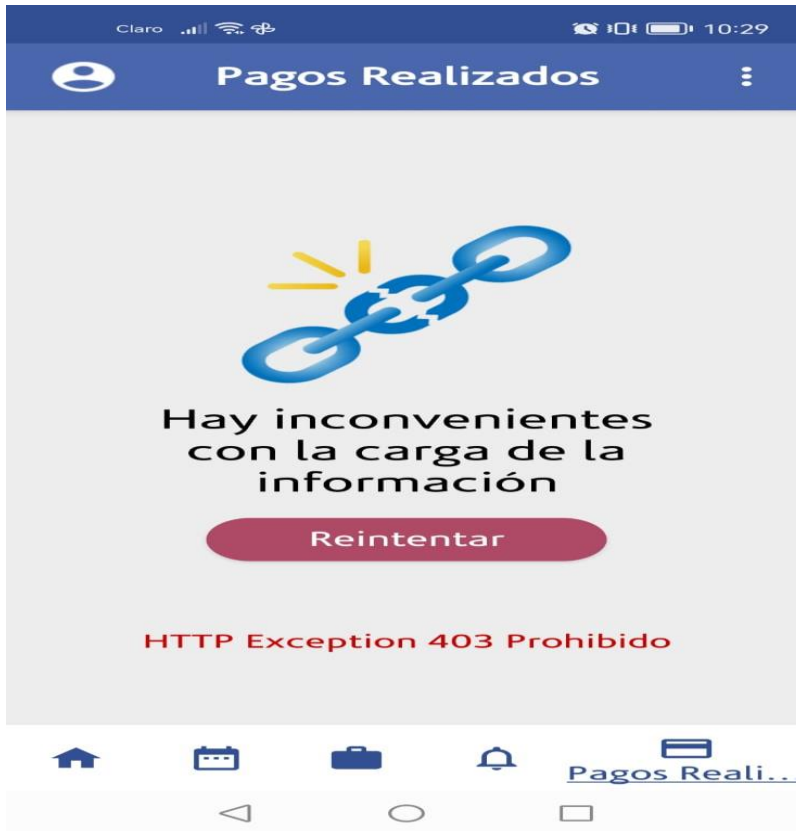 Claro 10:29
Pagos Realizados
Hay inconvenientes
con la carga de la
información
Reintentar
HTTP Exception 403 Prohibido
Pagos Reali...